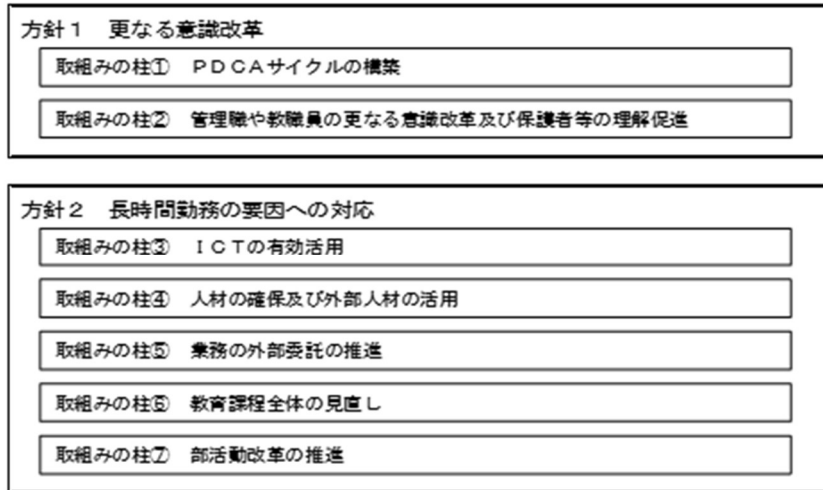 方針１　更なる意識改革
取組みの柱①　ＰＤＣＡサイクルの構築
取組みの柱②　管理職や教職員の更なる意識改革及び保護者等の理解促進
方針２　長時間勤務の要因への対応
取組みの柱③　ＩＣＴの有効活用
取組みの柱④　人材の確保及び外部人材の活用
取組みの柱⑤　業務の外部委託の推進
取組みの柱⑥　教育課程全体の見直し
取組みの柱⑦　部活動改革の推進